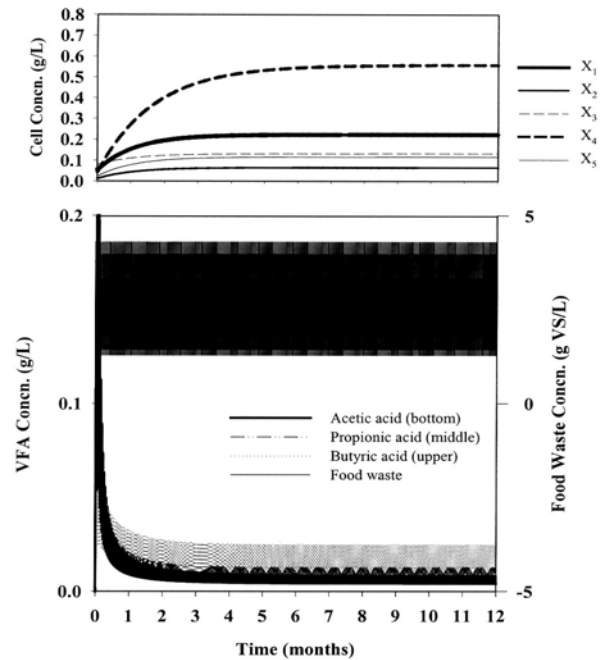 Cell Concn. (g/L)
0.8
0.7
0.6
0.5
0.4
0.3
0.2
0.1
0.0
X1
X2
X3
X4
X5
VFA Concn. (g/L)
0.2
0.1
0.0
Acetic acid (bottom)
Propionic acid (middle)
Butyric acid (upper)
Food waste
5
0
-5
Food Waste Concn. (g VS/L)
0 1 2 3 4 5 6 7 8 9 10 11 12
Time (months)